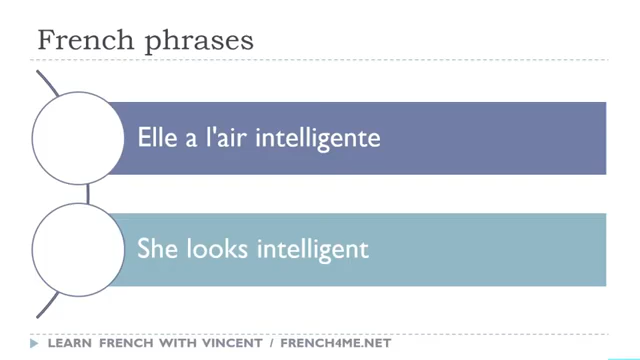 French phrases
Elle a l'air intelligente
She looks intelligent
LEARN FRENCH WITH VINCENT / FRENCH4ME.NET